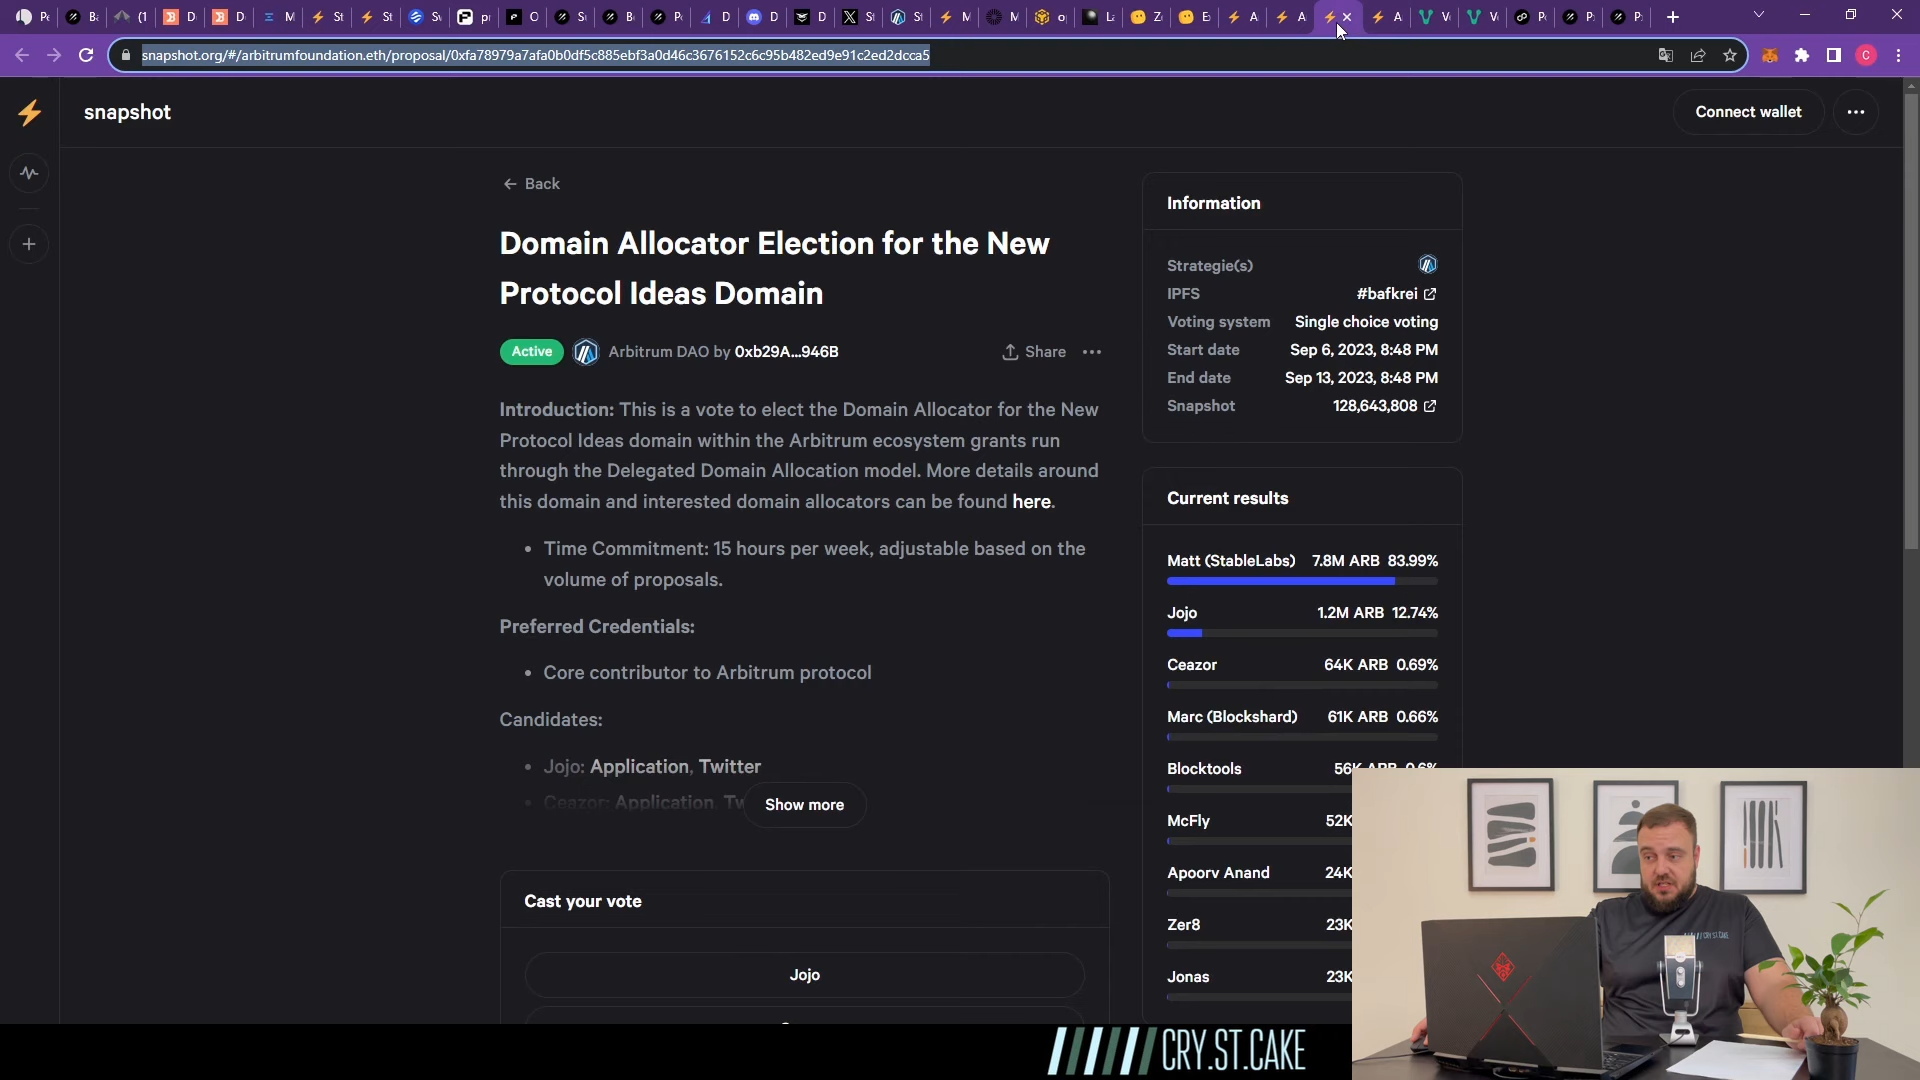 snapshot.org/#/arbitrumfoundation.eth/proposal/0xfa78979a7afa0b0df5c885ebf3a0d46c3676152c6c95b482ed9e91c2ed2dcca5
snapshot
Connect wallet
Back
Domain Allocator Election for the New
Protocol Ideas Domain
Active
Arbitrum DAO by 0xb29A...946B
Share
Introduction: This is a vote to elect the Domain Allocator for the New
Protocol Ideas domain within the Arbitrum ecosystem grants run
through the Delegated Domain Allocation model. More details around
this domain and interested domain allocators can be found here.
• Time Commitment: 15 hours per week, adjustable based on the
volume of proposals.
Preferred Credentials:
• Core contributor to Arbitrum protocol
Candidates:
• Jojo: Application, Twitter
• Ceazor: Application, Tw
Show more
Cast your vote
Jojo
Information
Strategie(s)
IPFS #bafkrei
Voting system Single choice voting
Start date Sep 6, 2023, 8:48 PM
End date Sep 13, 2023, 8:48 PM
Snapshot 128,643,808
Current results
Matt (StableLabs) 7.8M ARB 83.99%
Jojo 1.2M ARB 12.74%
Ceazor 64K ARB 0.69%
Marc (Blockshard) 61K ARB 0.66%
Blocktools 56K ARB 0.6%
McFly 52K
Apoorv Anand 24K
Zer8 23K
Jonas 23K
CRY.ST.CAKE